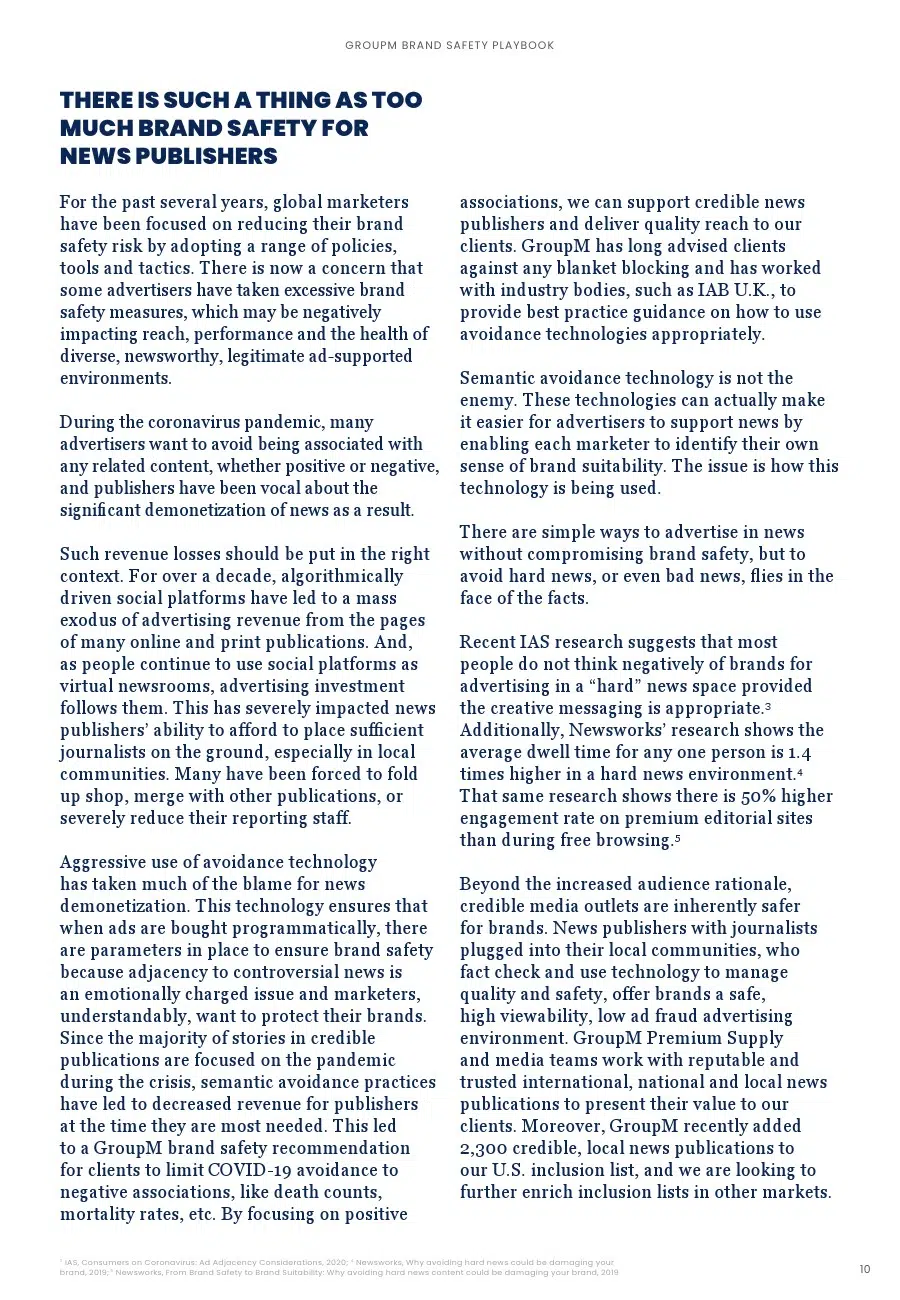 GROUPM BRAND SAFETY PLAYBOOK
THERE IS SUCH A THING AS TOO
MUCH BRAND SAFETY FOR
NEWS PUBLISHERS
For the past several years, global marketers
have been focused on reducing their brand
safety risk by adopting a range of policies,
tools and tactics. There is now a concern that
some advertisers have taken excessive brand
safety measures, which may be negatively
impacting reach, performance and the health of
diverse, newsworthy, legitimate ad-supported
environments.
During the coronavirus pandemic, many
advertisers want to avoid being associated with
any related content, whether positive or negative,
and publishers have been vocal about the
significant demonetization of news as a result.
Such revenue losses should be put in the right
context. For over a decade, algorithmically
driven social platforms have led to a mass
exodus of advertising revenue from the pages
of many online and print publications. And,
as people continue to use social platforms as
virtual newsrooms, advertising investment
follows them. This has severely impacted news
publishers’ ability to afford to place sufficient
journalists on the ground, especially in local
communities. Many have been forced to fold
up shop, merge with other publications, or
severely reduce their reporting staff.
Aggressive use of avoidance technology
has taken much of the blame for news
demonetization. This technology ensures that
when ads are bought programmatically, there
are parameters in place to ensure brand safety
because adjacency to controversial news is
an emotionally charged issue and marketers,
understandably, want to protect their brands.
Since the majority of stories in credible
publications are focused on the pandemic
during the crisis, semantic avoidance practices
have led to decreased revenue for publishers
at the time they are most needed. This led
to a GroupM brand safety recommendation
for clients to limit COVID-19 avoidance to
negative associations, like death counts,
mortality rates, etc. By focusing on positive
associations, we can support credible news
publishers and deliver quality reach to our
clients. GroupM has long advised clients
against any blanket blocking and has worked
with industry bodies, such as IAB U.K., to
provide best practice guidance on how to use
avoidance technologies appropriately.
Semantic avoidance technology is not the
enemy. These technologies can actually make
it easier for advertisers to support news by
enabling each marketer to identify their own
sense of brand suitability. The issue is how this
technology is being used.
There are simple ways to advertise in news
without compromising brand safety, but to
avoid hard news, or even bad news, flies in the
face of the facts.
Recent IAS research suggests that most
people do not think negatively of brands for
advertising in a “hard” news space provided
the creative messaging is appropriate.³
Additionally, Newsworks’ research shows the
average dwell time for any one person is 1.4
times higher in a hard news environment.⁴
That same research shows there is 50% higher
engagement rate on premium editorial sites
than during free browsing.⁵
Beyond the increased audience rationale,
credible media outlets are inherently safer
for brands. News publishers with journalists
plugged into their local communities, who
fact check and use technology to manage
quality and safety, offer brands a safe,
high viewability, low ad fraud advertising
environment. GroupM Premium Supply
and media teams work with reputable and
trusted international, national and local news
publications to present their value to our
clients. Moreover, GroupM recently added
2,300 credible, local news publications to
our U.S. inclusion list, and we are looking to
further enrich inclusion lists in other markets.
IAS, Consumers on Coronavirus: Ad Adjacency Considerations, 2020; Newsworks, Why avoiding hard news could be damaging your
brand, 2019; Newsworks, From Brand Safety to Brand Suitability: Why avoiding hard news content could be damaging your brand, 2019
10